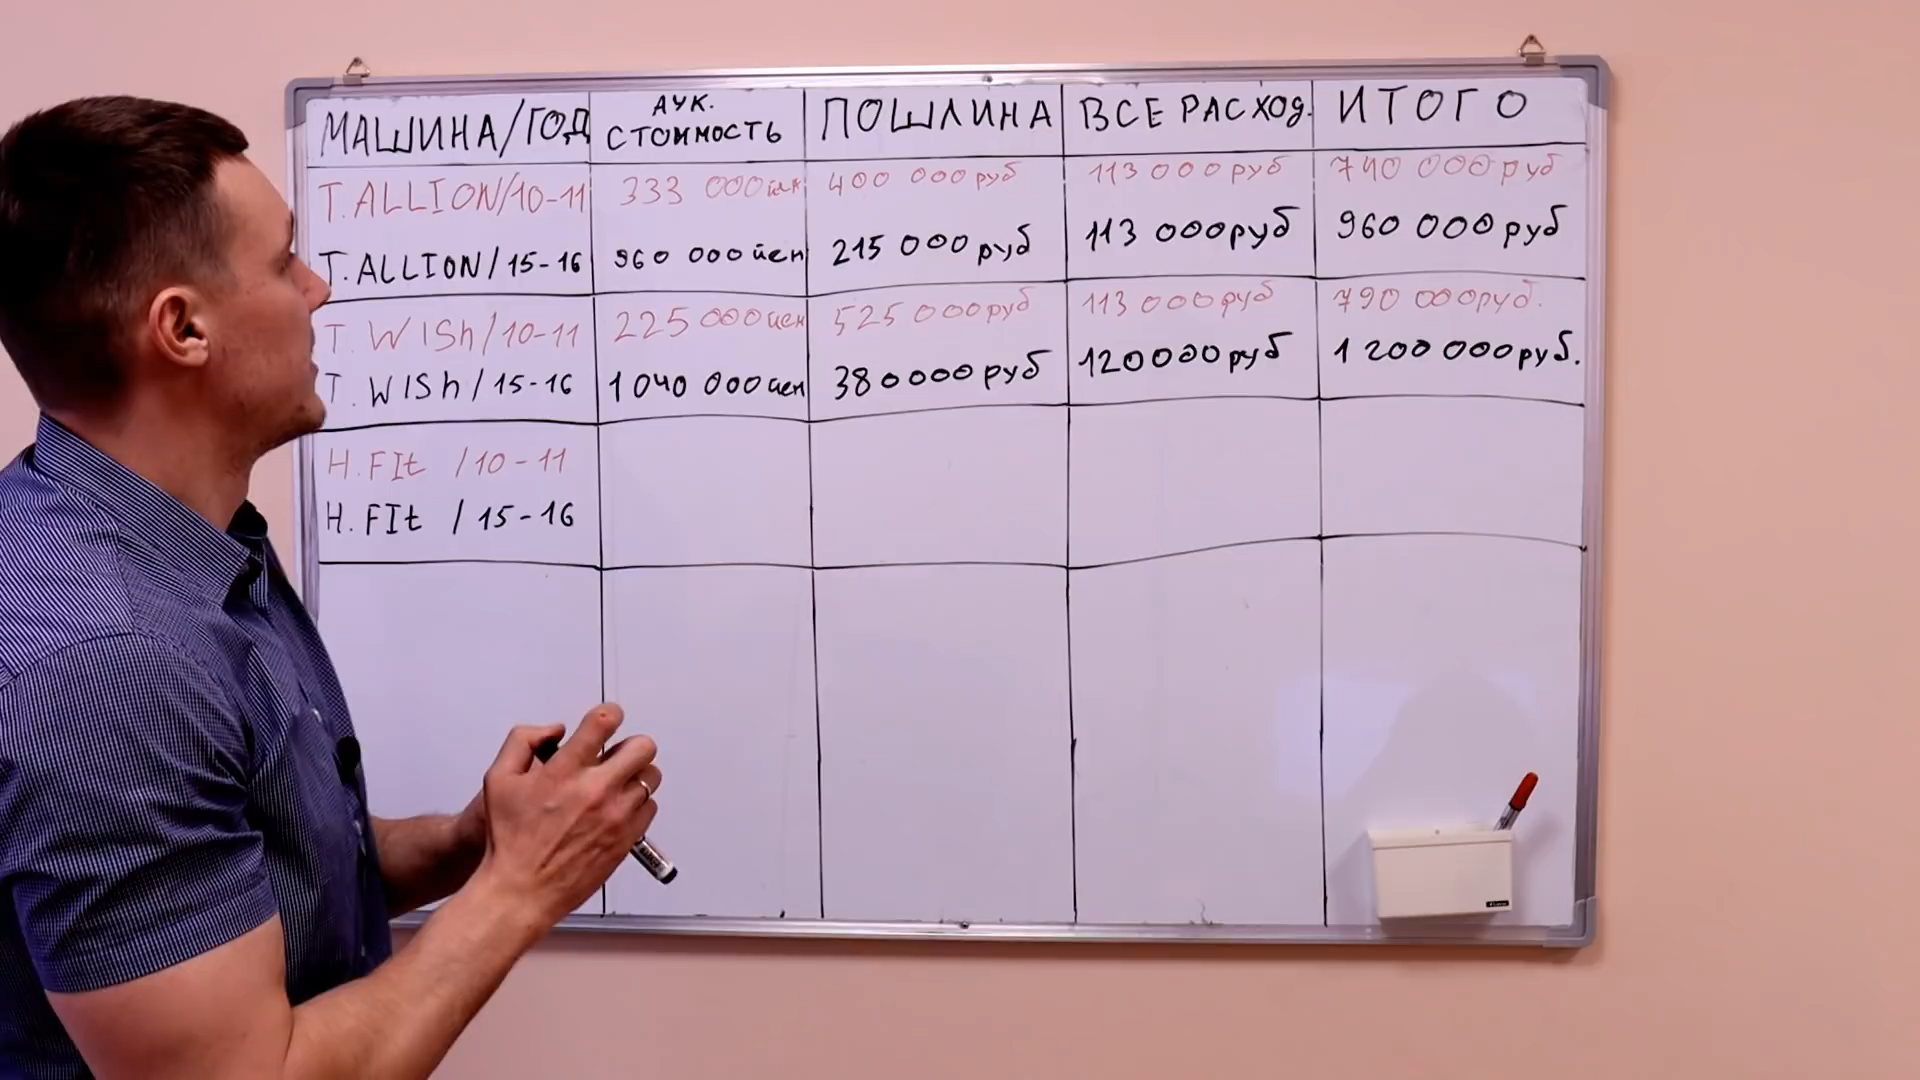 МАШИНА/ГОД
АУК.
СТОИМОСТЬ
ПОШЛИНА
ВСЕ РАСХОД.
ИТОГО
T.ALLION/10-11 333 000 йен 400 000 руб 113 000 руб 740 000 руб
T.ALLION/15-16 960 000 йен 215 000 руб 113 000 руб 960 000 руб
T. WISh/10-11 225 000 йен 525 000 руб 113 000 руб 790 000 руб.
T. WISh/15-16 1 040 000 йен 380 000 руб 120 000 руб 1 200 000 руб.
H.FIt /10-11
H.FIt /15-16